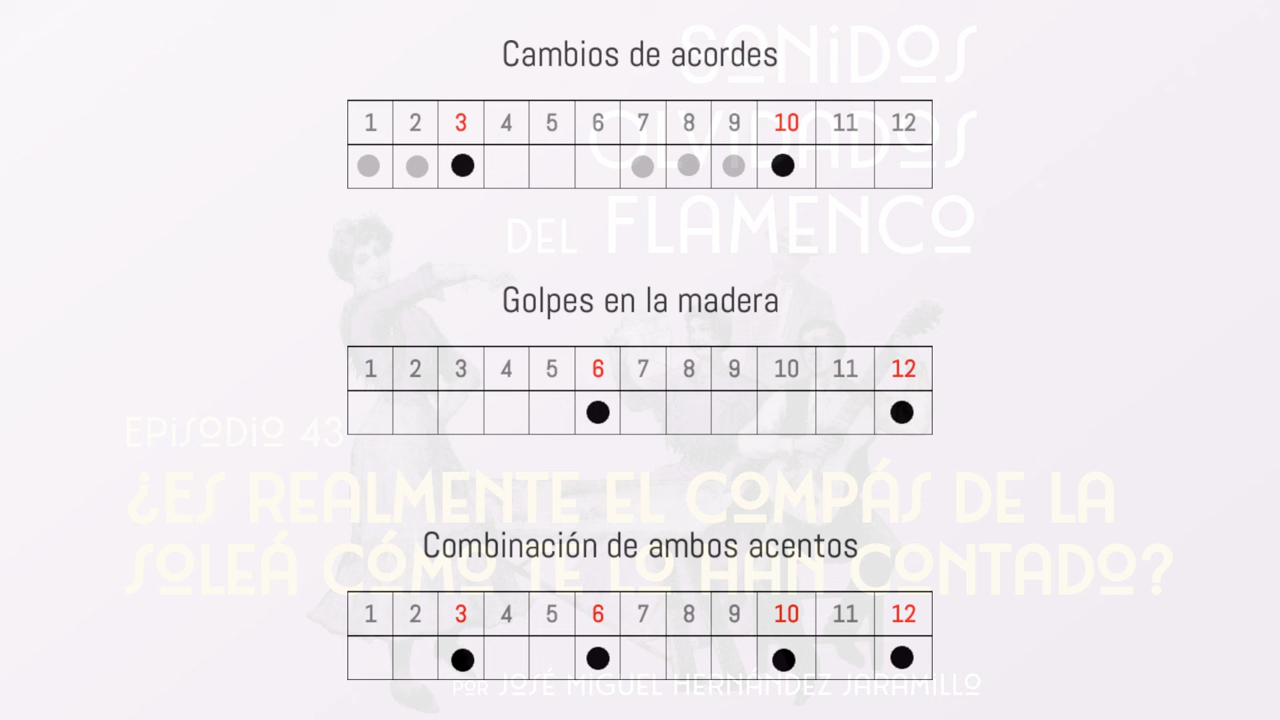 SONIDOS
OLVIDADOS
DEL FLAMENCO
Cambios de acordes
1 2 3 4 5 6 7 8 9 10 11 12
Golpes en la madera
1 2 3 4 5 6 7 8 9 10 11 12
EPISODIO 43
¿ES REALMENTE EL COMPÁS DE LA
SOLEÁ CÓMO TE LO HAN CONTADO?
Combinación de ambos acentos
1 2 3 4 5 6 7 8 9 10 11 12
POR JOSÉ MIGUEL HERNÁNDEZ JARAMILLO